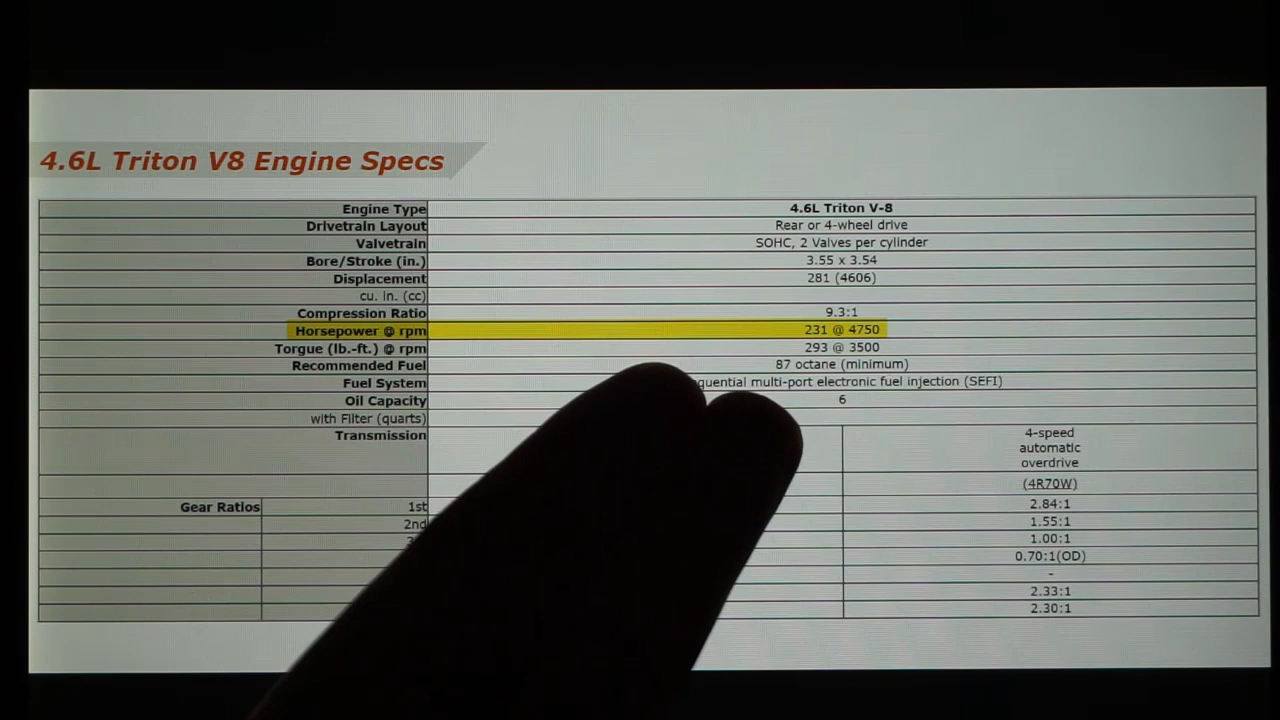 4.6L Triton V8 Engine Specs
Engine Type 4.6L Triton V-8
Drivetrain Layout Rear or 4-wheel drive
Valvetrain SOHC, 2 Valves per cylinder
Bore/Stroke (in.) 3.55 x 3.54
Displacement 281 (4606)
cu. in. (cc)
Compression Ratio 9.3:1
Horsepower @ rpm 231 @ 4750
Torgue (lb.-ft.) @ rpm 293 @ 3500
Recommended Fuel 87 octane (minimum)
Fuel System multi-port electronic fuel injection (SEFI)
Oil Capacity 6
with Filter (quarts)
Transmission 4-speed
automatic
overdrive
(4R70W)
Gear Ratios 1st 2.84:1
2nd 1.55:1
1.00:1
0.70:1(OD)
-
2.33:1
2.30:1